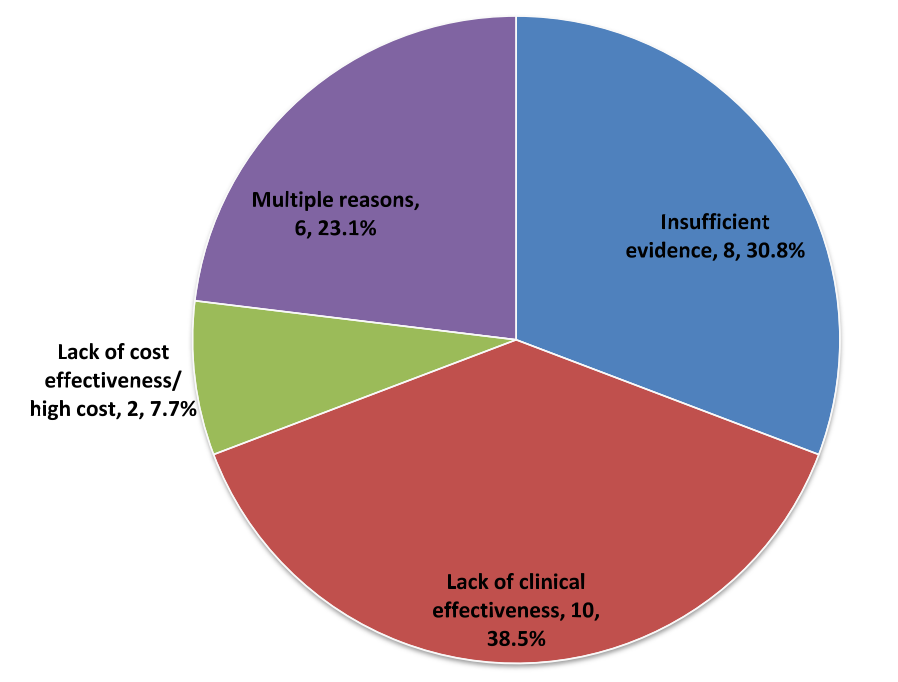 Multiple reasons,
6, 23.1%
Insufficient
evidence, 8, 30.8%
Lack of cost
effectiveness/
high cost, 2, 7.7%
Lack of clinical
effectiveness, 10,
38.5%